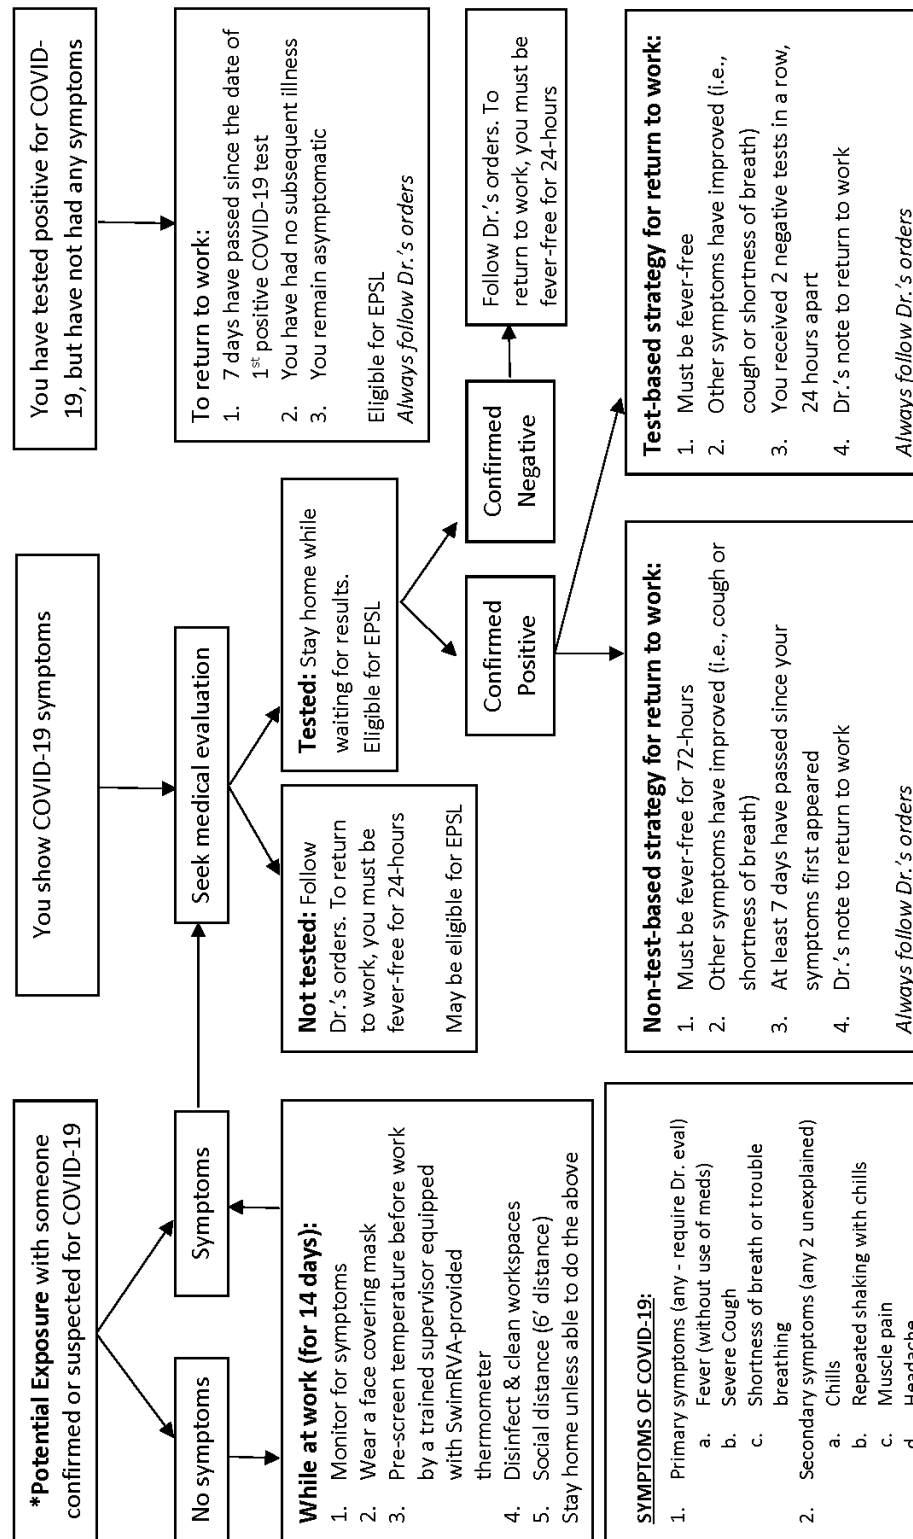 *Potential Exposure with someone
confirmed or suspected for COVID-19
No symptoms
Symptoms
While at work (for 14 days):
1. Monitor for symptoms
2. Wear a face covering mask
3. Pre-screen temperature before work
by a trained supervisor equipped
with SwimRVA-provided
thermometer
4. Disinfect & clean workspaces
5. Social distance (6’ distance)
Stay home unless able to do the above
SYMPTOMS OF COVID-19:
1. Primary symptoms (any - require Dr. eval)
a. Fever (without use of meds)
b. Severe Cough
c. Shortness of breath or trouble
breathing
2. Secondary symptoms (any 2 unexplained)
a. Chills
b. Repeated shaking with chills
c. Muscle pain
d. Headache
You show COVID-19 symptoms
Seek medical evaluation
Not tested: Follow
Dr.’s orders. To return
to work, you must be
fever-free for 24-hours
May be eligible for EPSL
Tested: Stay home while
waiting for results.
Eligible for EPSL
Confirmed
Positive
Confirmed
Negative
Follow Dr.’s orders. To
return to work, you must be
fever-free for 24-hours
Non-test-based strategy for return to work:
1. Must be fever-free for 72-hours
2. Other symptoms have improved (i.e., cough or
shortness of breath)
3. At least 7 days have passed since your
symptoms first appeared
4. Dr.’s note to return to work
Always follow Dr.’s orders
Test-based strategy for return to work:
1. Must be fever-free
2. Other symptoms have improved (i.e.,
cough or shortness of breath)
3. You received 2 negative tests in a row,
24 hours apart
4. Dr.’s note to return to work
Always follow Dr.’s orders
You have tested positive for COVID-
19, but have not had any symptoms
To return to work:
1. 7 days have passed since the date of
1st positive COVID-19 test
2. You have had no subsequent illness
3. You remain asymptomatic
Eligible for EPSL
Always follow Dr.’s orders